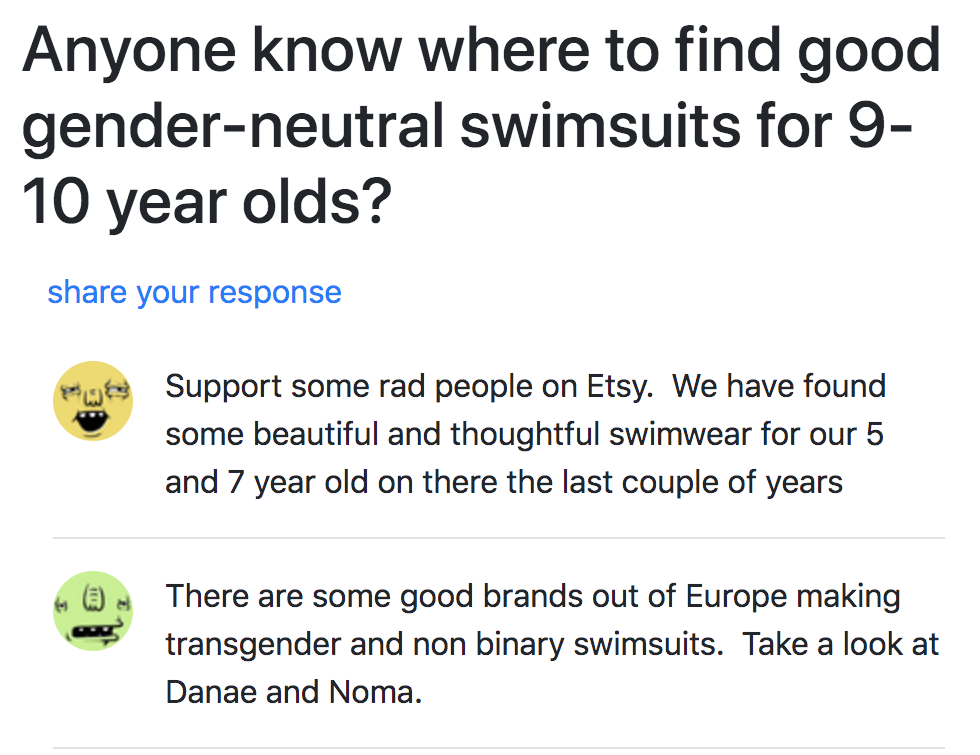 Anyone know where to find good
gender-neutral swimsuits for 9-
10 year olds?
share your response
Support some rad people on Etsy.  We have found
some beautiful and thoughtful swimwear for our 5
and 7 year old on there the last couple of years
There are some good brands out of Europe making
transgender and non binary swimsuits.  Take a look at
Danae and Noma.